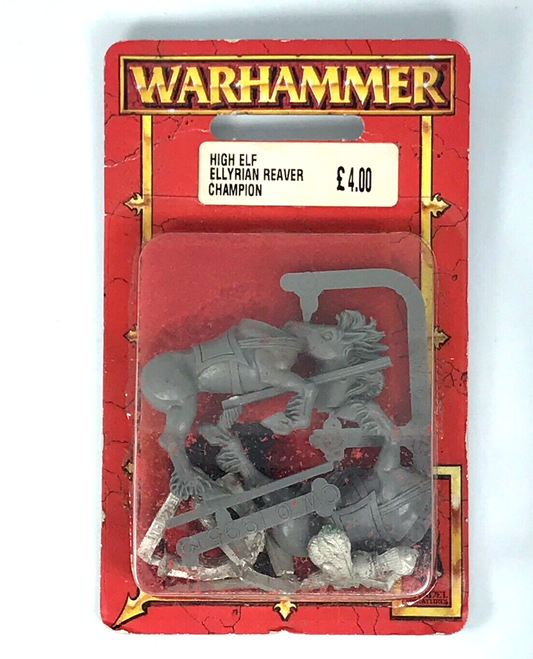 WARHAMMER
HIGH ELF
ELLYRIAN REAVER
CHAMPION
£4.00